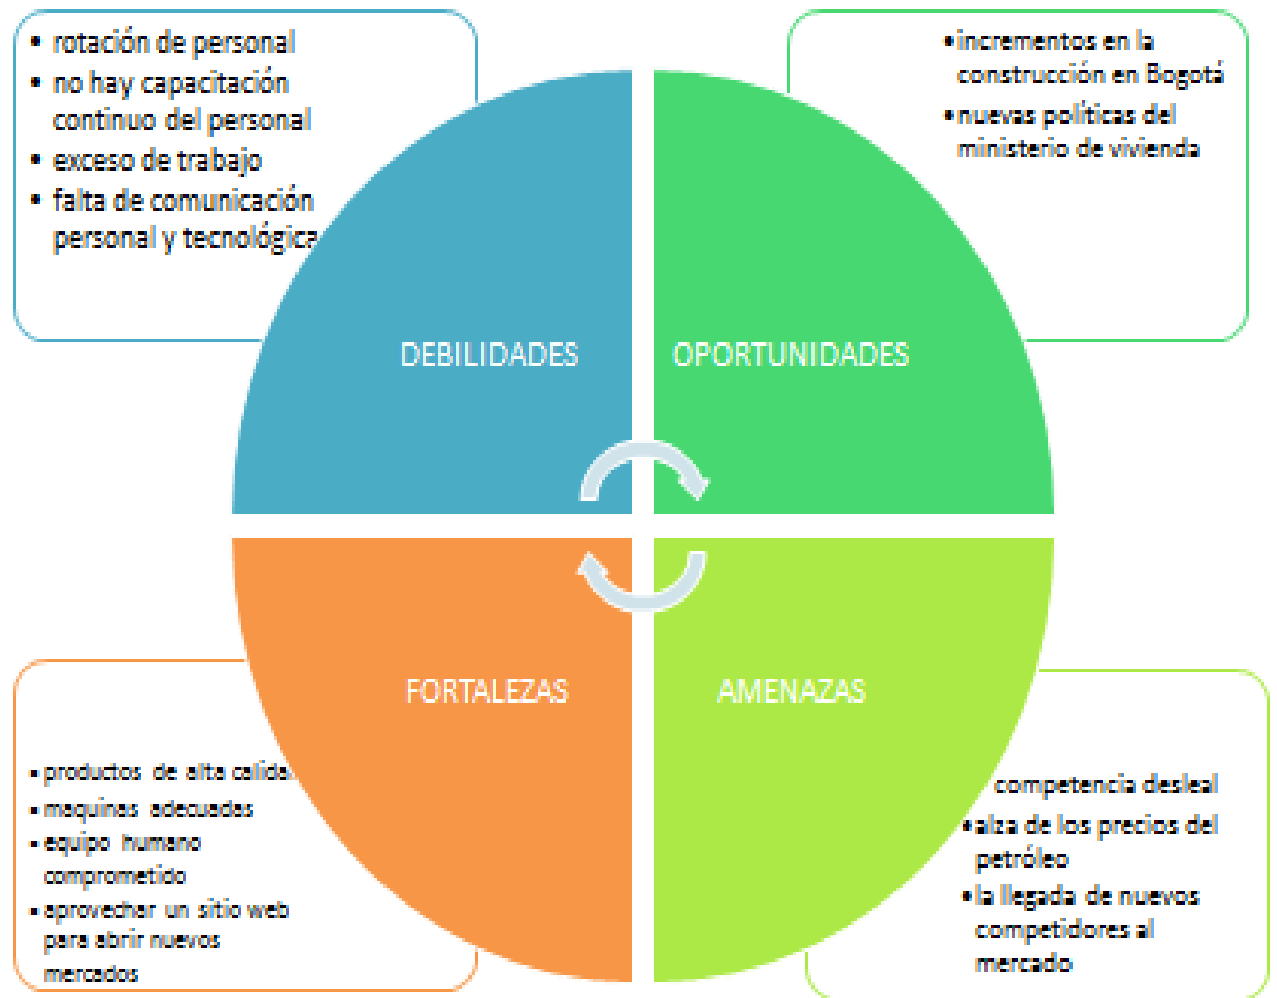 • rotación de personal
• no hay capacitación
continuo del personal
• exceso de trabajo
• falta de comunicación
personal y tecnológica
•incrementos en la
construcción en Bogotá
•nuevas políticas del
ministerio de vivienda
DEBILIDADES
OPORTUNIDADES
FORTALEZAS
AMENAZAS
•productos de alta calida
•maquinas adecuadas
•equipo humano
comprometido
•aprovechar un sitio web
para abrir nuevos
mercados
competencia desleal
•alza de los precios del
petróleo
•la llegada de nuevos
competidores al
mercado